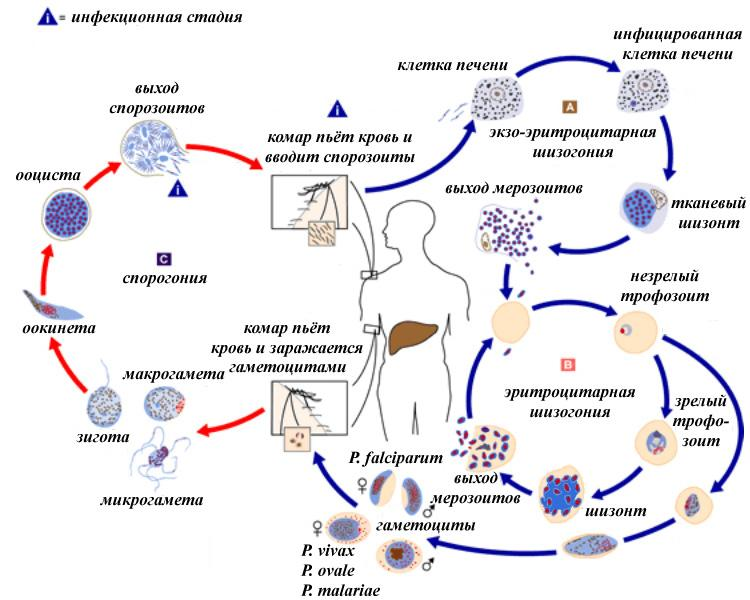 i = инфекционная стадия
выход
спорозоитов
i
ооциста
i
комар пьёт кровь и
вводит спорозоиты
клетка печени
инфицированная
клетка печени
A
экзо-эритроцитарная
шизогония
тканевый
шизонт
выход мерозоитов
C
спорогония
незрелый
трофозоит
оокинета
комар пьёт
кровь и заражается
гаметоцитами
макрогамета
зигота
микрогамета
B
эритроцитарная
шизогония
зрелый
трофо-
зоит
шизонт
выход
мерозоитов
P. falciparum
♀
♂
гаметоциты
♀
♂
P. vivax
P. ovale
P. malariae